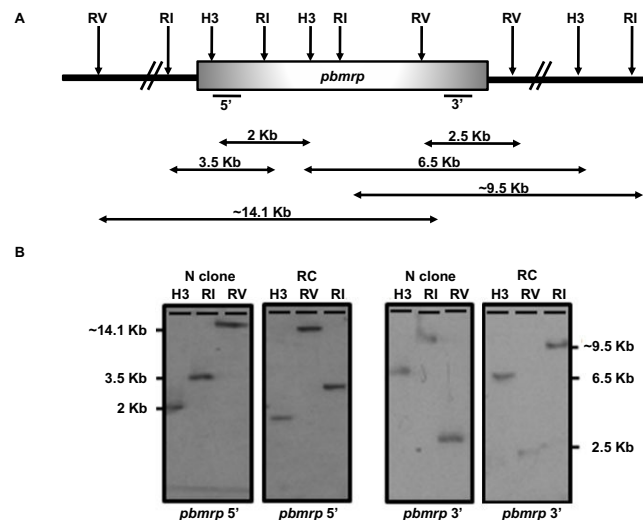 A
RV RI H3 RI H3 RI RV RV H3 RI
pbmrp
5’ 3’
2 Kb 2.5 Kb
3.5 Kb 6.5 Kb
~9.5 Kb
~14.1 Kb
B
N clone RC N clone RC
H3 RI RV H3 RV RI H3 RI RV H3 RV RI
~14.1 Kb
~9.5 Kb
3.5 Kb 6.5 Kb
2 Kb
2.5 Kb
pbmrp 5’ pbmrp 5’ pbmrp 3’ pbmrp 3’